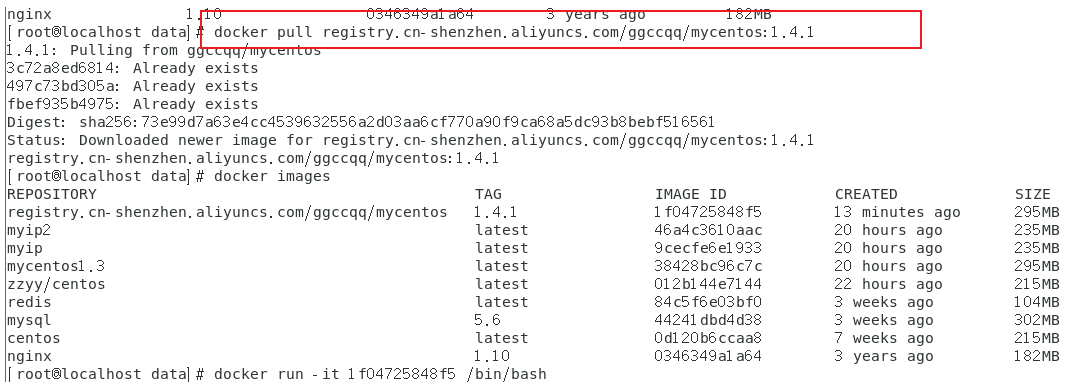 nginx 1.10 0346349a1a64 3 years ago 182MB
[root@localhost data]# docker pull registry.cn-shenzhen.aliyuncs.com/ggccqq/mycentos:1.4.1
1.4.1: Pulling from ggccqq/mycentos
3c72a8ed6814: Already exists
497c73bd305a: Already exists
fbef935b4975: Already exists
Digest: sha256:73e99d7a63e4cc4539632556a2d03aa6cf770a90f9ca68a5dc93b8bebf516561
Status: Downloaded newer image for registry.cn-shenzhen.aliyuncs.com/ggccqq/mycentos:1.4.1
registry.cn-shenzhen.aliyuncs.com/ggccqq/mycentos:1.4.1
[root@localhost data]# docker images
REPOSITORY TAG IMAGE ID CREATED SIZE
registry.cn-shenzhen.aliyuncs.com/ggccqq/mycentos 1.4.1 1f04725848f5 13 minutes ago 295MB
myip2 latest 46a4c3610aac 20 hours ago 235MB
myip latest 9cecfe6e1933 20 hours ago 235MB
mycentos1.3 latest 38428bc96c7c 20 hours ago 295MB
zzyy/centos latest 012b144e7144 22 hours ago 215MB
redis latest 84c5f6e03bf0 3 weeks ago 104MB
mysql 5.6 44241dbd4d38 3 weeks ago 302MB
centos latest 0d120b6ccaa8 7 weeks ago 215MB
nginx 1.10 0346349a1a64 3 years ago 182MB
[root@localhost data]# docker run -it 1f04725848f5 /bin/bash